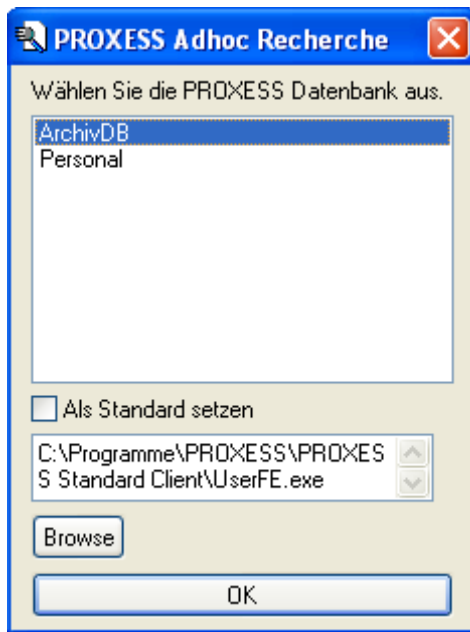 PROXESS Adhoc Recherche
Wählen Sie die PROXESS Datenbank aus.
ArchivDB
Personal
Als Standard setzen
C:\Programme\PROXESS\PROXES
S Standard Client\UserFE.exe
Browse
OK